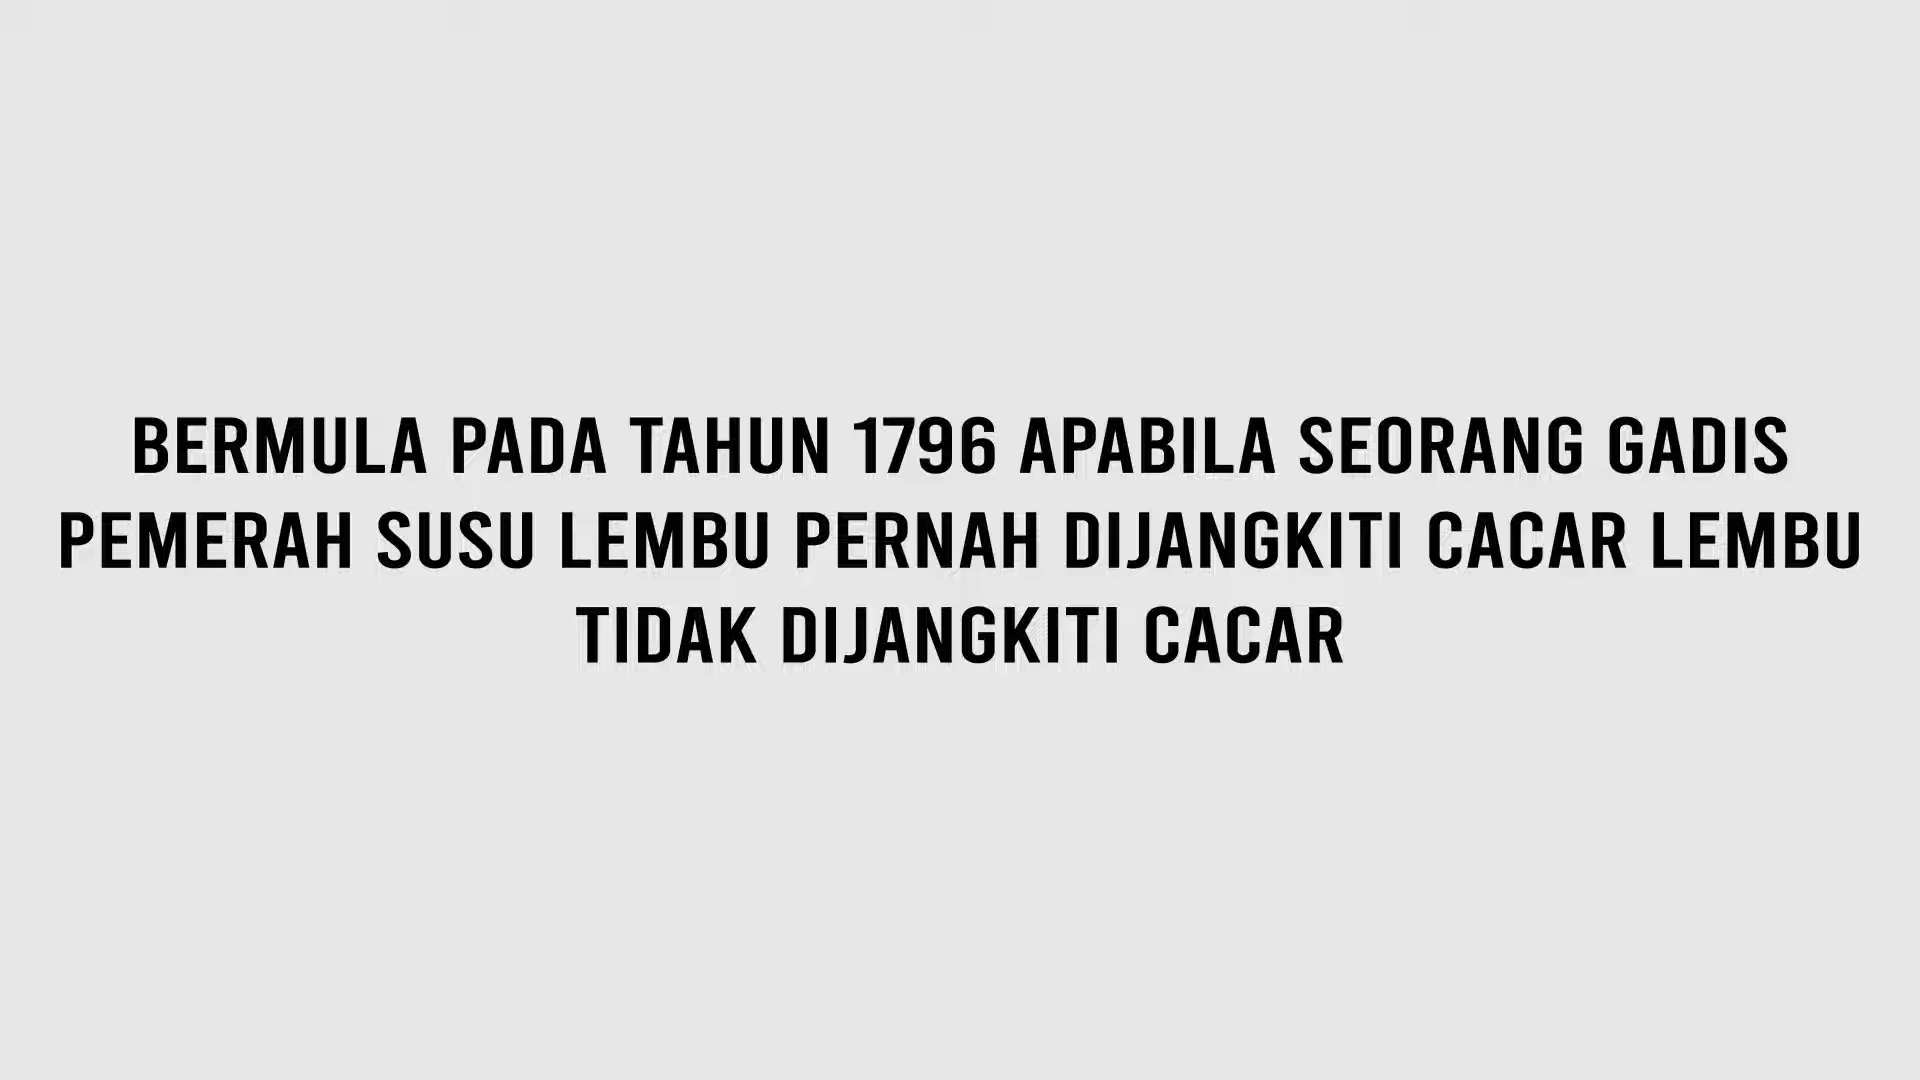 BERMULA PADA TAHUN 1796 APABILA SEORANG GADIS
PEMERAH SUSU LEMBU PERNAH DIJANGKITI CACAR LEMBU
TIDAK DIJANGKITI CACAR